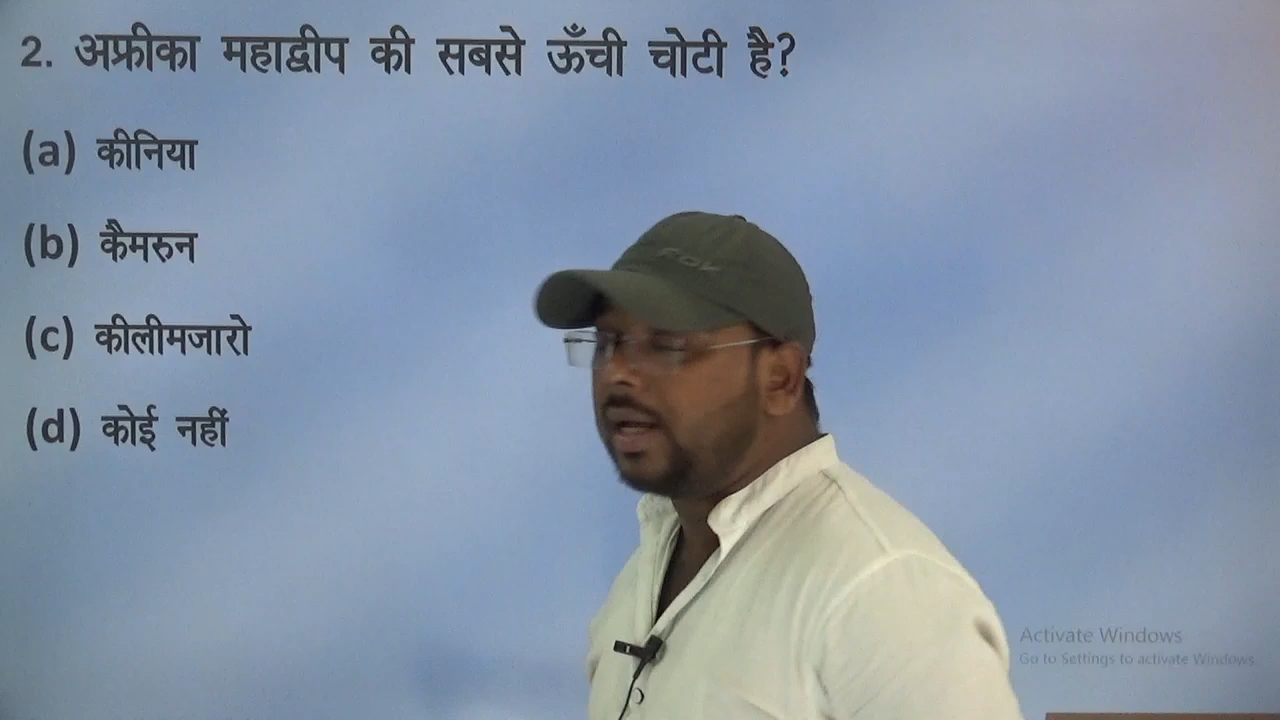 2. अफ्रीका महाद्वीप की सबसे ऊँची चोटी है?
(a) कीनिया
(b) कैमरुन
(c) कीलीमजारो
(d) कोई नहीं
Activate Windows
Go to Settings to activate Windows.